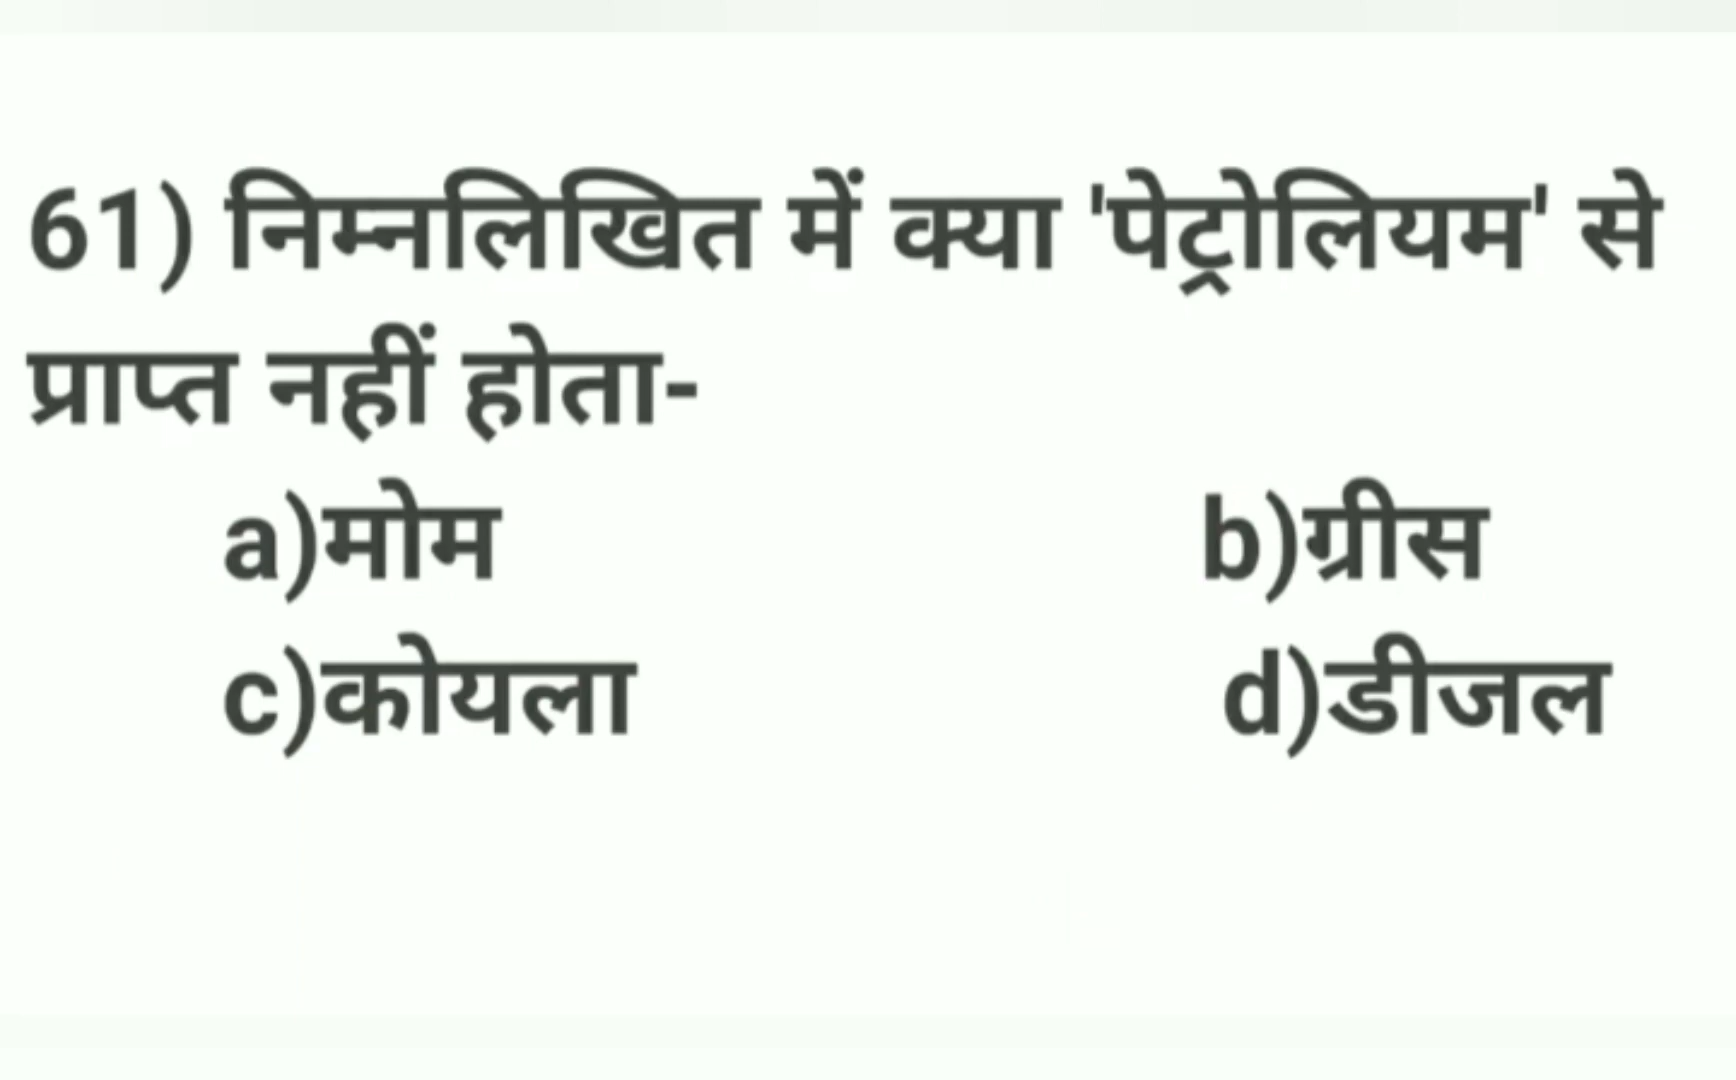 61) निम्नलिखित में क्या 'पेट्रोलियम' से
प्राप्त नहीं होता-
a)मोम b)ग्रीस
c)कोयला d)डीजल